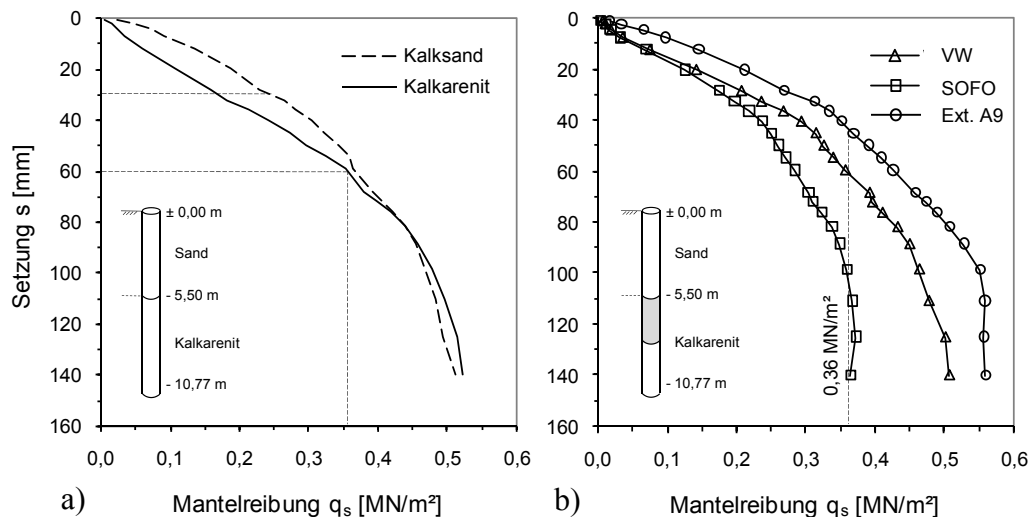 0
20
40
60
80
100
120
140
160
Setzung s [mm]
Kalksand
Kalkarenit
± 0,00 m
Sand
- 5,50 m
Kalkarenit
- 10,77 m
0,0 0,1 0,2 0,3 0,4 0,5 0,6
a) Mantelreibung qs [MN/m²]
0
20
40
60
80
100
120
140
160
VW
SOFO
Ext. A9
± 0,00 m
Sand
- 5,50 m
Kalkarenit
- 10,77 m
0,36 MN/m²
0,0 0,1 0,2 0,3 0,4 0,5 0,6
b) Mantelreibung qs [MN/m²]